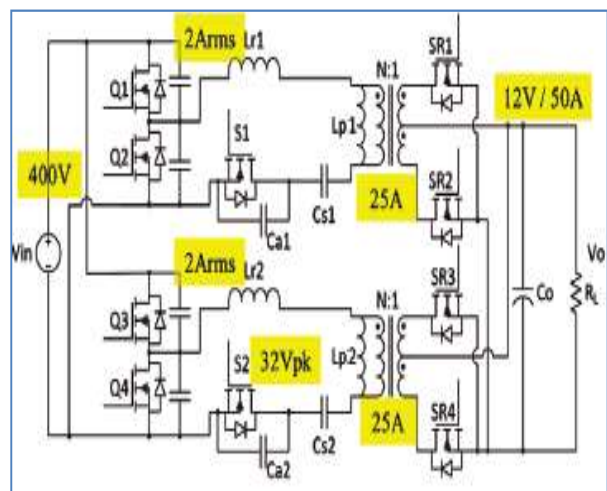 2Arms
Lr1
N:1
SR1
12V / 50A
Q1
S1
Lp1
Q2
400V
25A
SR2
Cs1
Ca1
Vin
2Arms
Lr2
N:1
SR3
Vo
Co
RL
Q3
S2
32Vpk
Lp2
Q4
25A
SR4
Cs2
Ca2